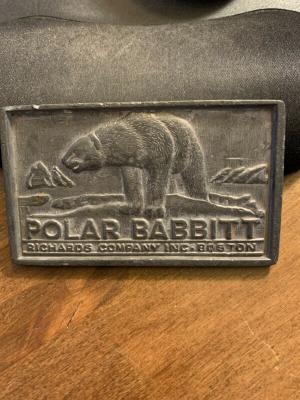 POLAR BABBITT
RICHARDS COMPANY INC-BOSTON